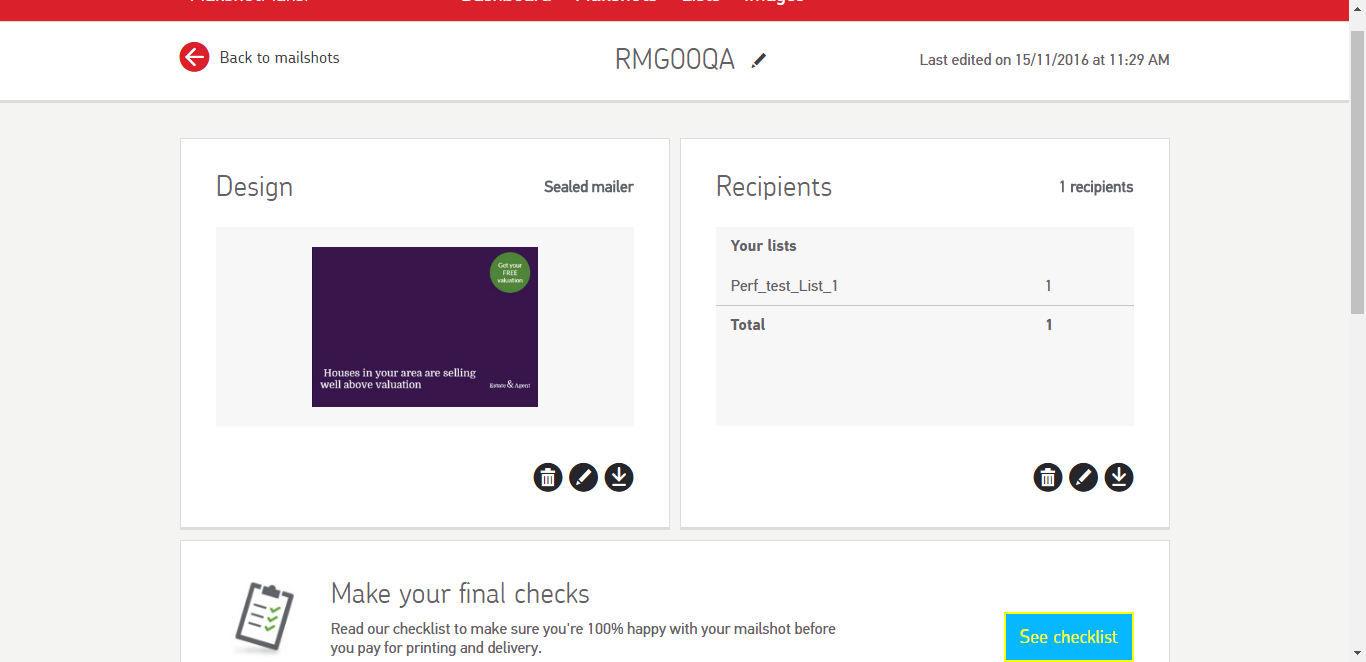 Back to mailshots
RMG00QA
Last edited on 15/11/2016 at 11:29 AM
Design
Sealed mailer
Get your
FREE
valuation
Houses in your area are selling
well above valuation
Estate & Agent
Recipients
1 recipients
Your lists
Perf_test_List_1 1
Total 1
Make your final checks
Read our checklist to make sure you're 100% happy with your mailshot before
you pay for printing and delivery.
See checklist